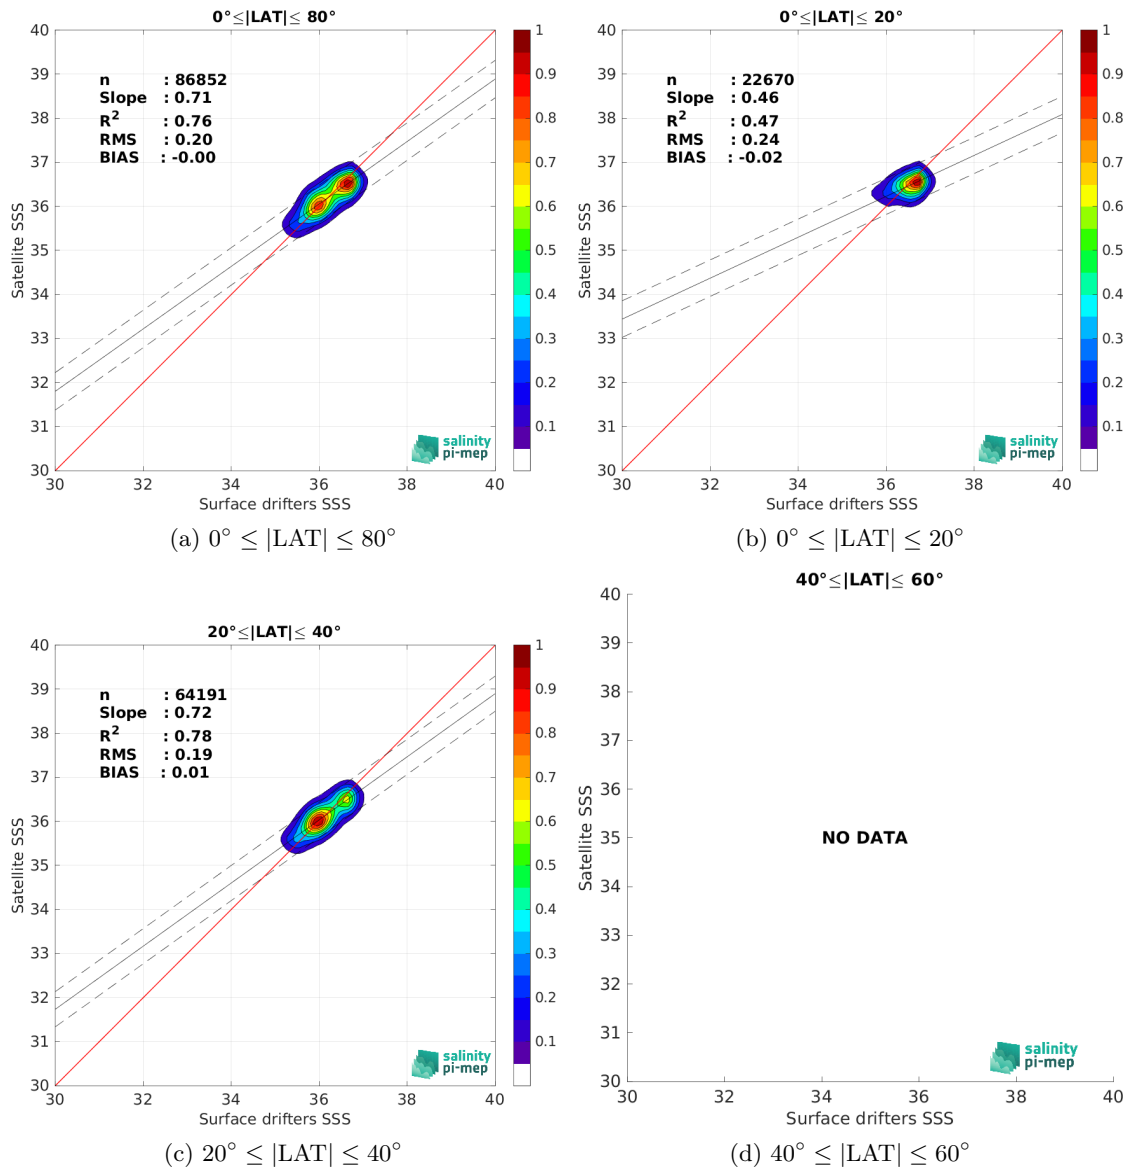 0°≤|LAT|≤ 80°
40
39
38
37
36
35
34
33
32
31
30
Satellite SSS
n : 86852
Slope : 0.71
R² : 0.76
RMS : 0.20
BIAS : -0.00
salinity
pi-mep
30 32 34 36 38 40
Surface drifters SSS
1
0.9
0.8
0.7
0.6
0.5
0.4
0.3
0.2
0.1
(a) 0° ≤ |LAT| ≤ 80°
0°≤|LAT|≤ 20°
40
39
38
37
36
35
34
33
32
31
30
Satellite SSS
n : 22670
Slope : 0.46
R² : 0.47
RMS : 0.24
BIAS : -0.02
salinity
pi-mep
30 32 34 36 38 40
Surface drifters SSS
1
0.9
0.8
0.7
0.6
0.5
0.4
0.3
0.2
0.1
(b) 0° ≤ |LAT| ≤ 20°
20°≤|LAT|≤ 40°
40
39
38
37
36
35
34
33
32
31
30
Satellite SSS
n : 64191
Slope : 0.72
R² : 0.78
RMS : 0.19
BIAS : 0.01
salinity
pi-mep
30 32 34 36 38 40
Surface drifters SSS
1
0.9
0.8
0.7
0.6
0.5
0.4
0.3
0.2
0.1
(c) 20° ≤ |LAT| ≤ 40°
40°≤|LAT|≤ 60°
40
39
38
37
36
35
34
33
32
31
30
Satellite SSS
NO DATA
salinity
pi-mep
30 32 34 36 38 40
Surface drifters SSS
(d) 40° ≤ |LAT| ≤ 60°